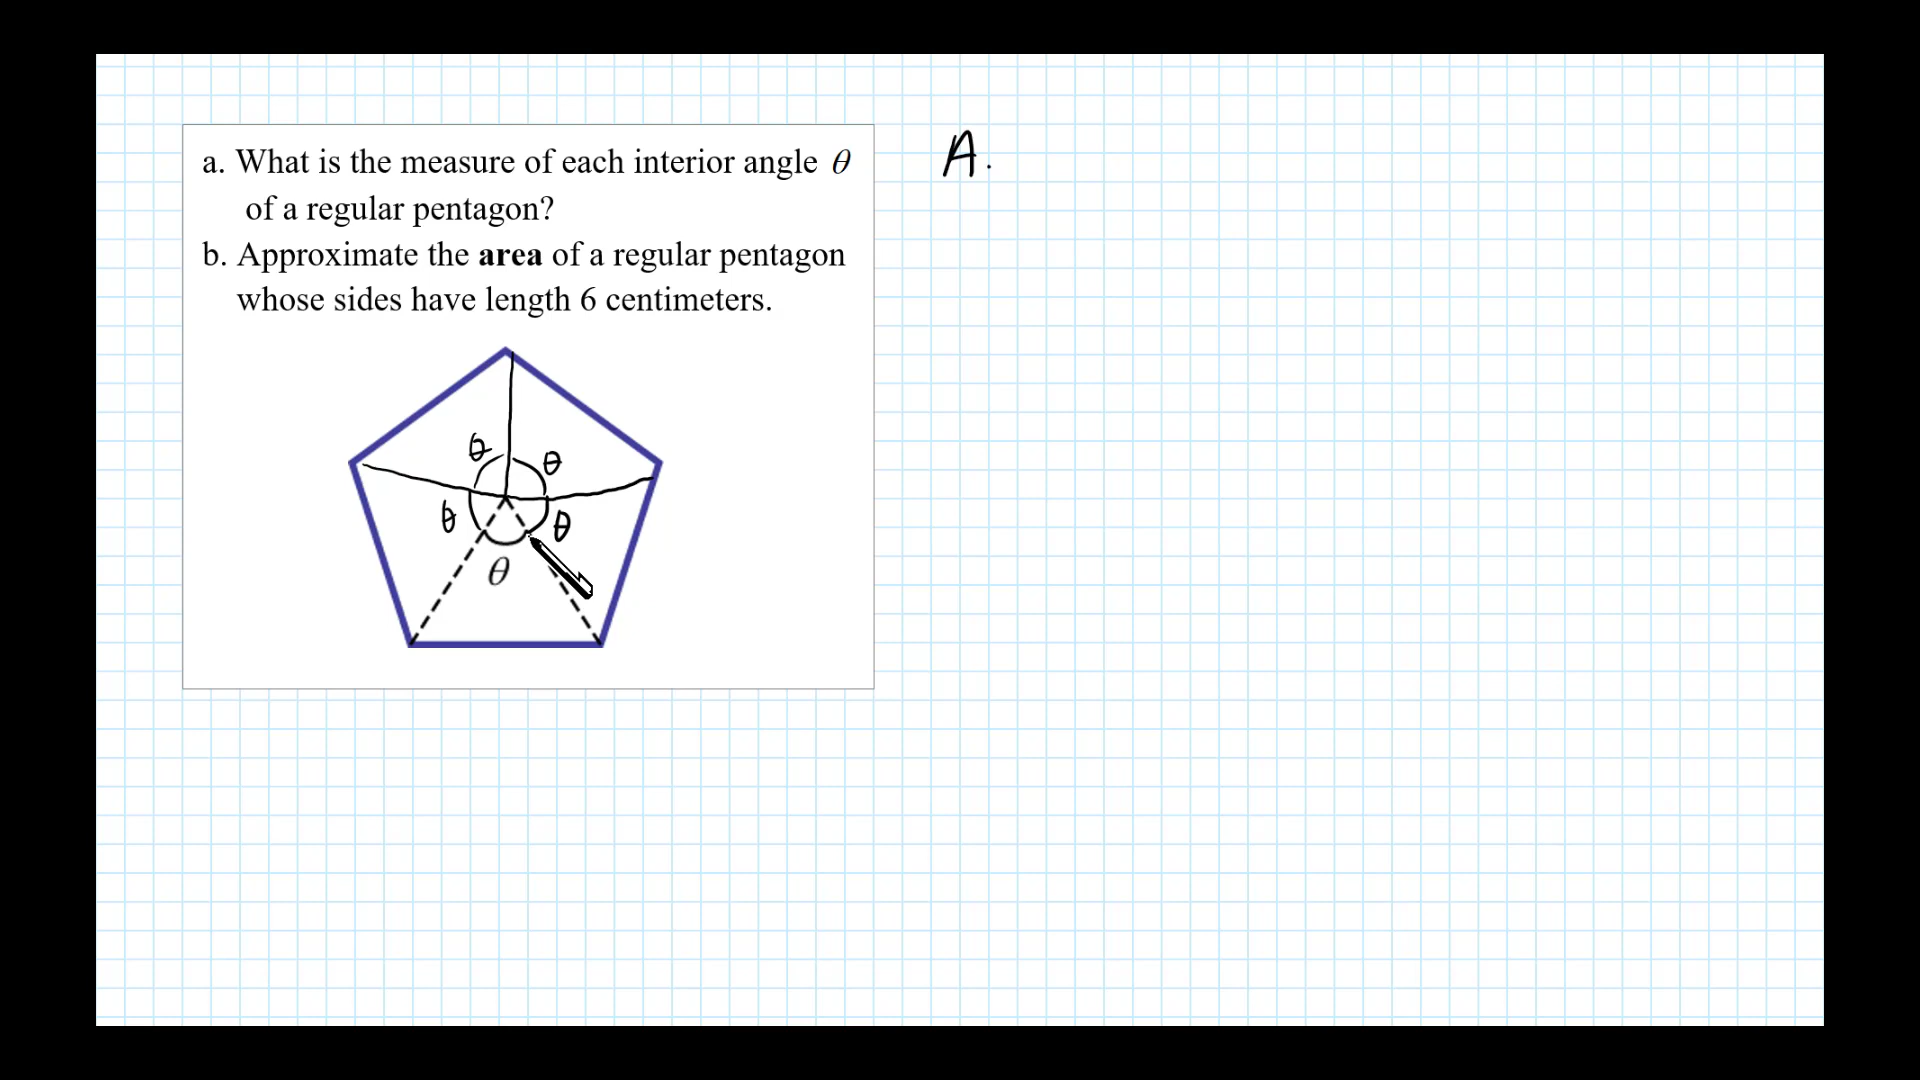 a. What is the measure of each interior angle θ
of a regular pentagon?
b. Approximate the area of a regular pentagon
whose sides have length 6 centimeters.
A.
θ
θ
θ
θ
θ